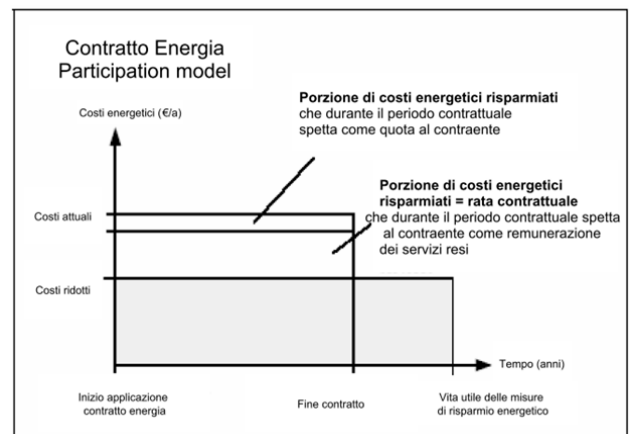 Contratto Energia
Participation model
Costi energetici (€/a)
Porzione di costi energetici risparmiati
che durante il periodo contrattuale
spetta come quota al contraente
Porzione di costi energetici
risparmiati = rata contrattuale
che durante il periodo contrattuale spetta
al contraente come remunerazione
dei servizi resi
Costi attuali
Costi ridotti
Tempo (anni)
Inizio applicazione
contratto energia
Fine contratto
Vita utile delle misure
di risparmio energetico